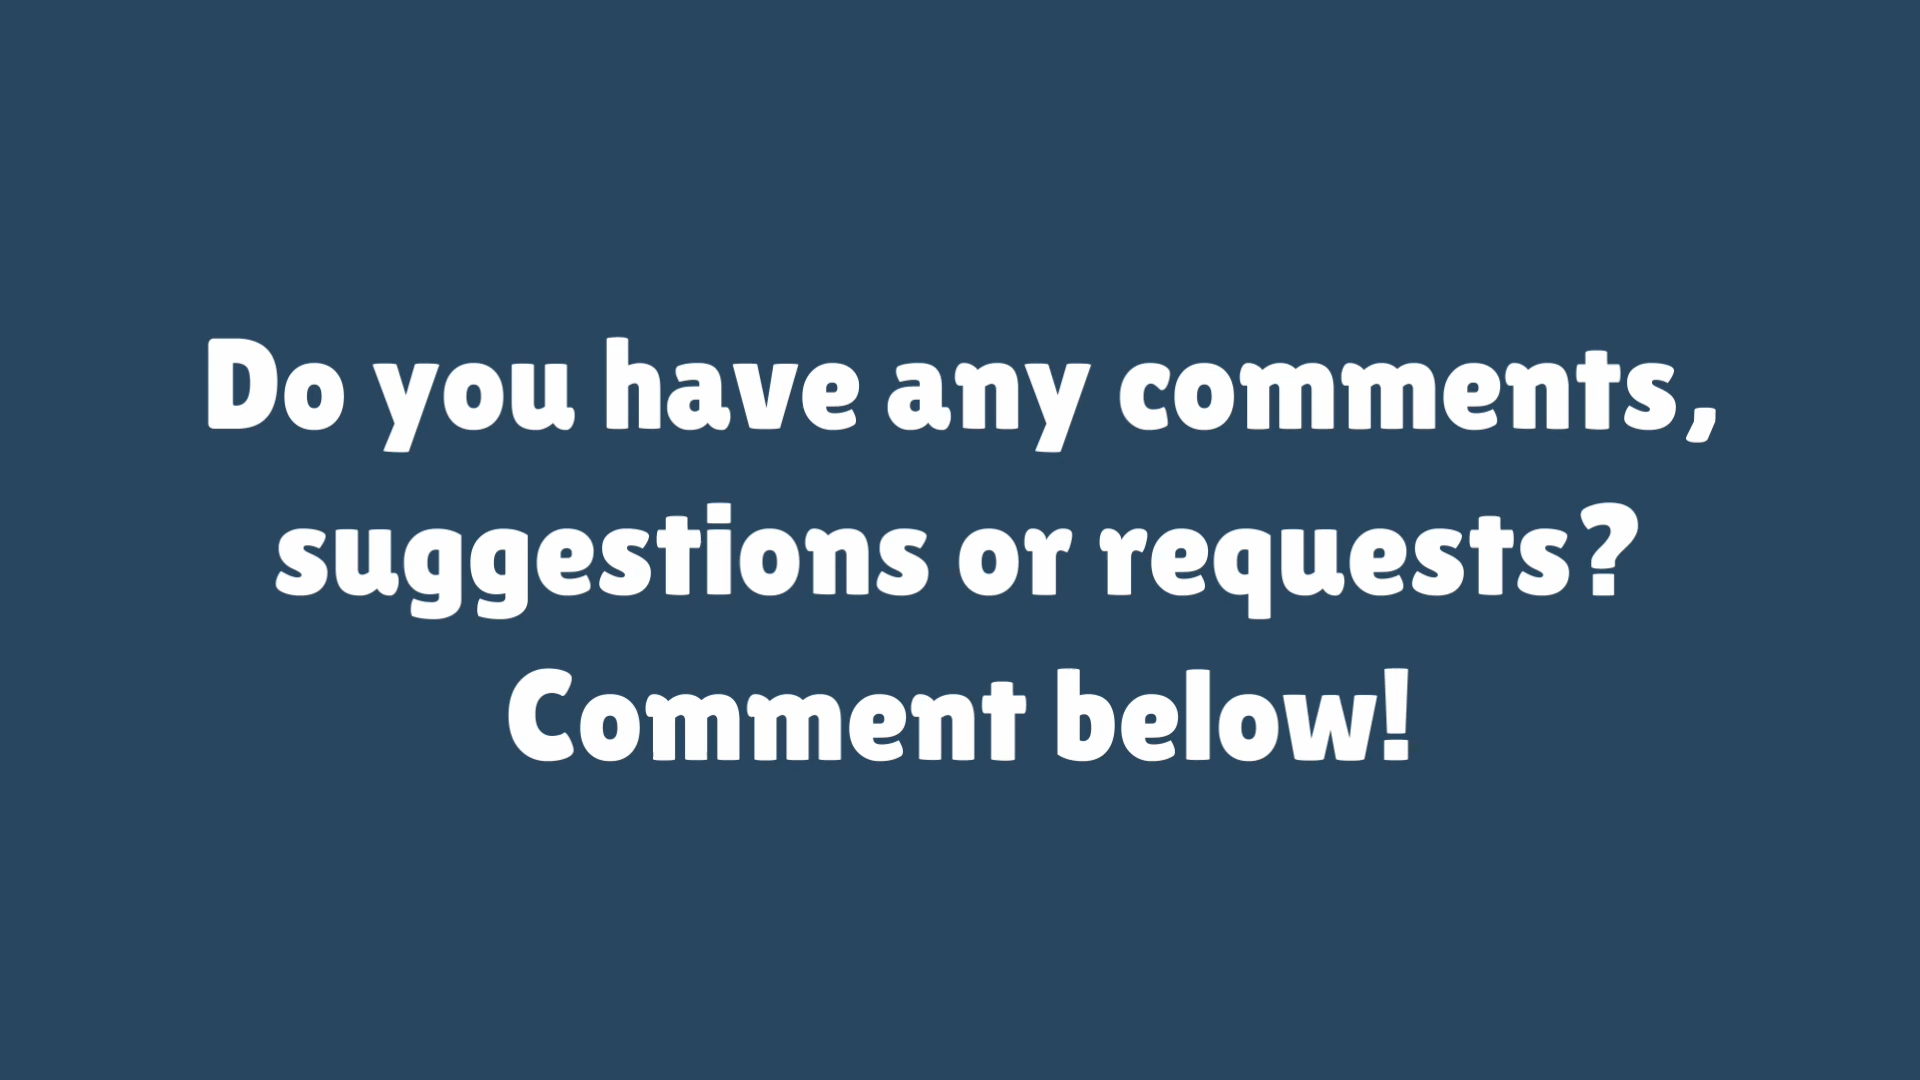 Do you have any comments,
suggestions or requests?
Comment below!